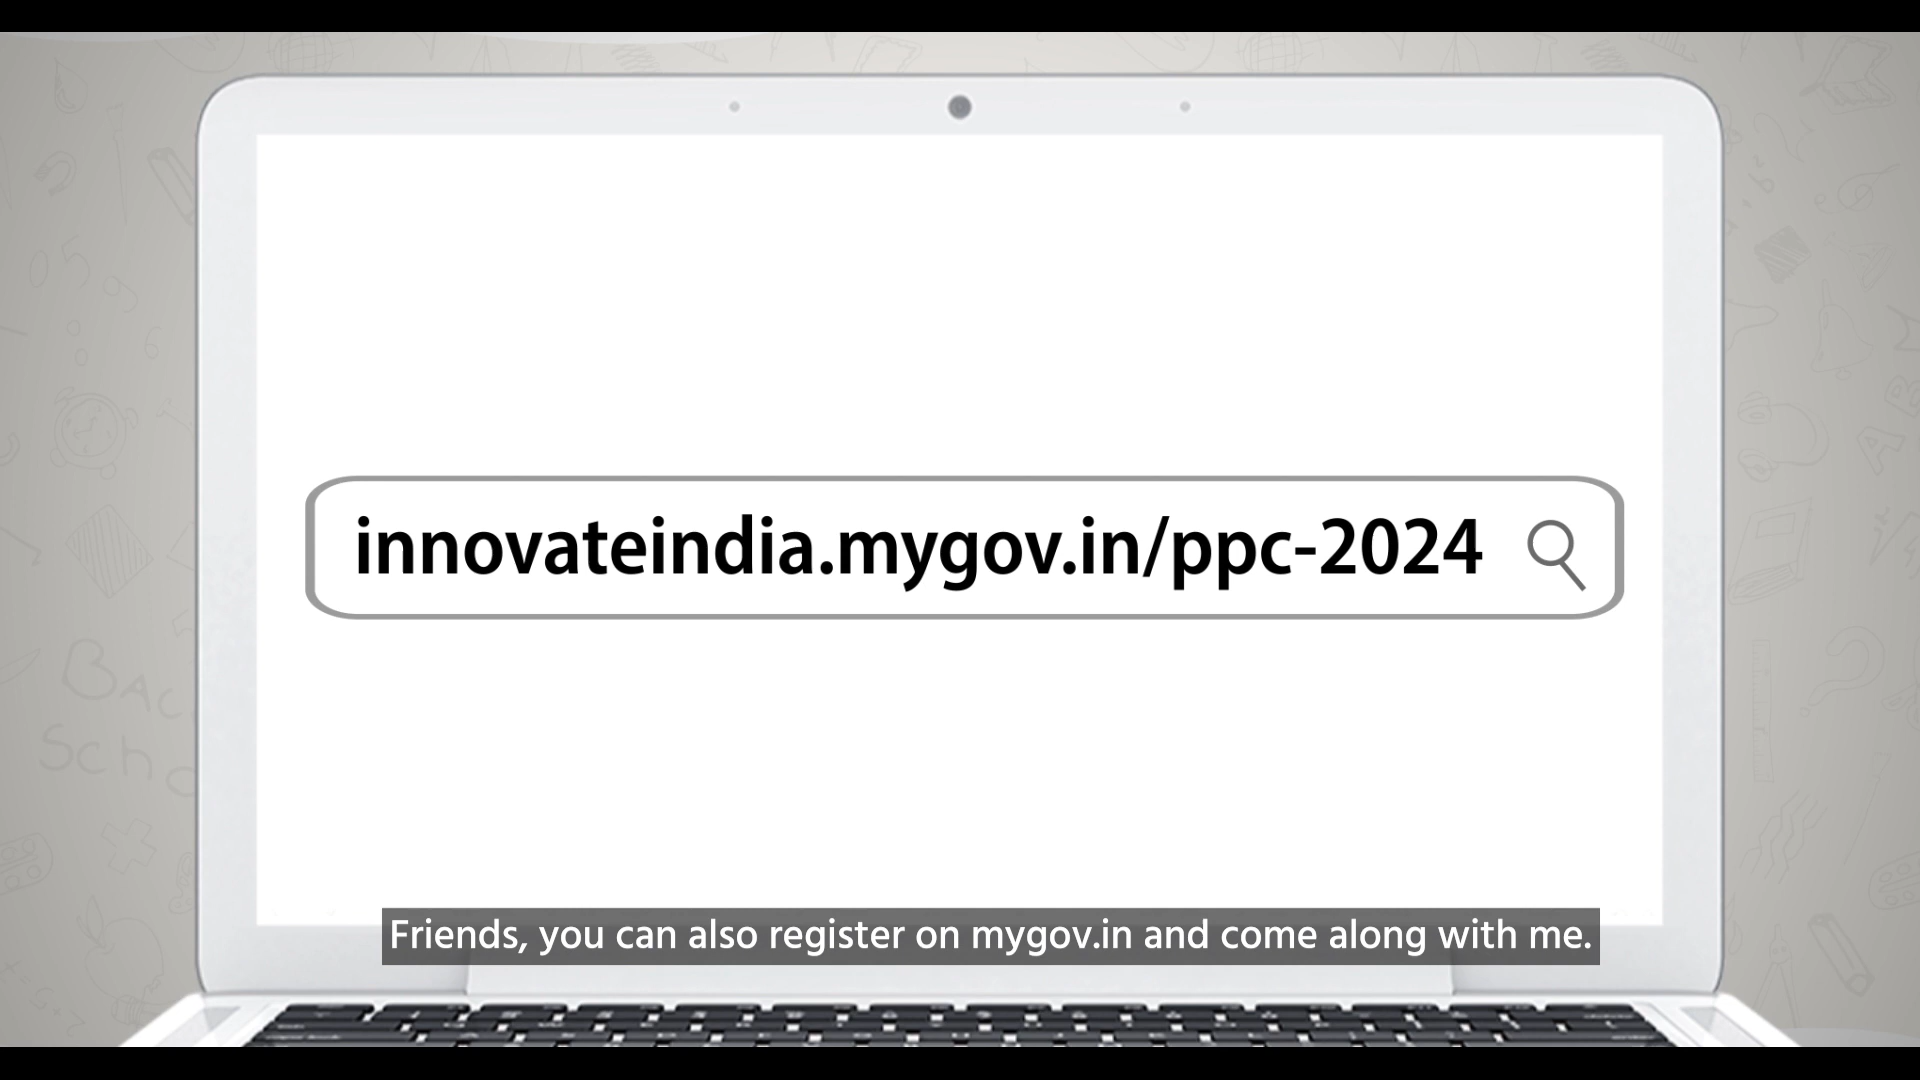 innovateindia.mygov.in/ppc-2024
Friends, you can also register on mygov.in and come along with me.